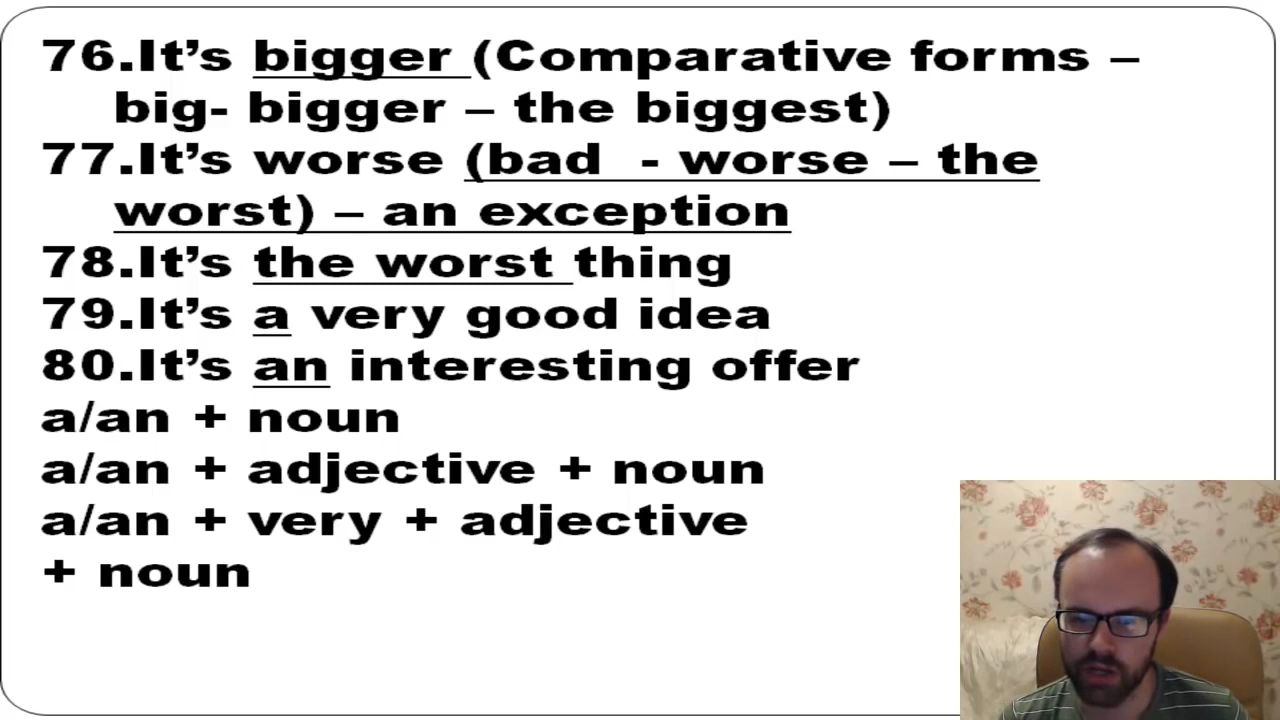 76.It’s bigger (Comparative forms –
big- bigger – the biggest)
77.It’s worse (bad  - worse – the
worst) – an exception
78.It’s the worst thing
79.It’s a very good idea
80.It’s an interesting offer
a/an + noun
a/an + adjective + noun
a/an + very + adjective
+ noun